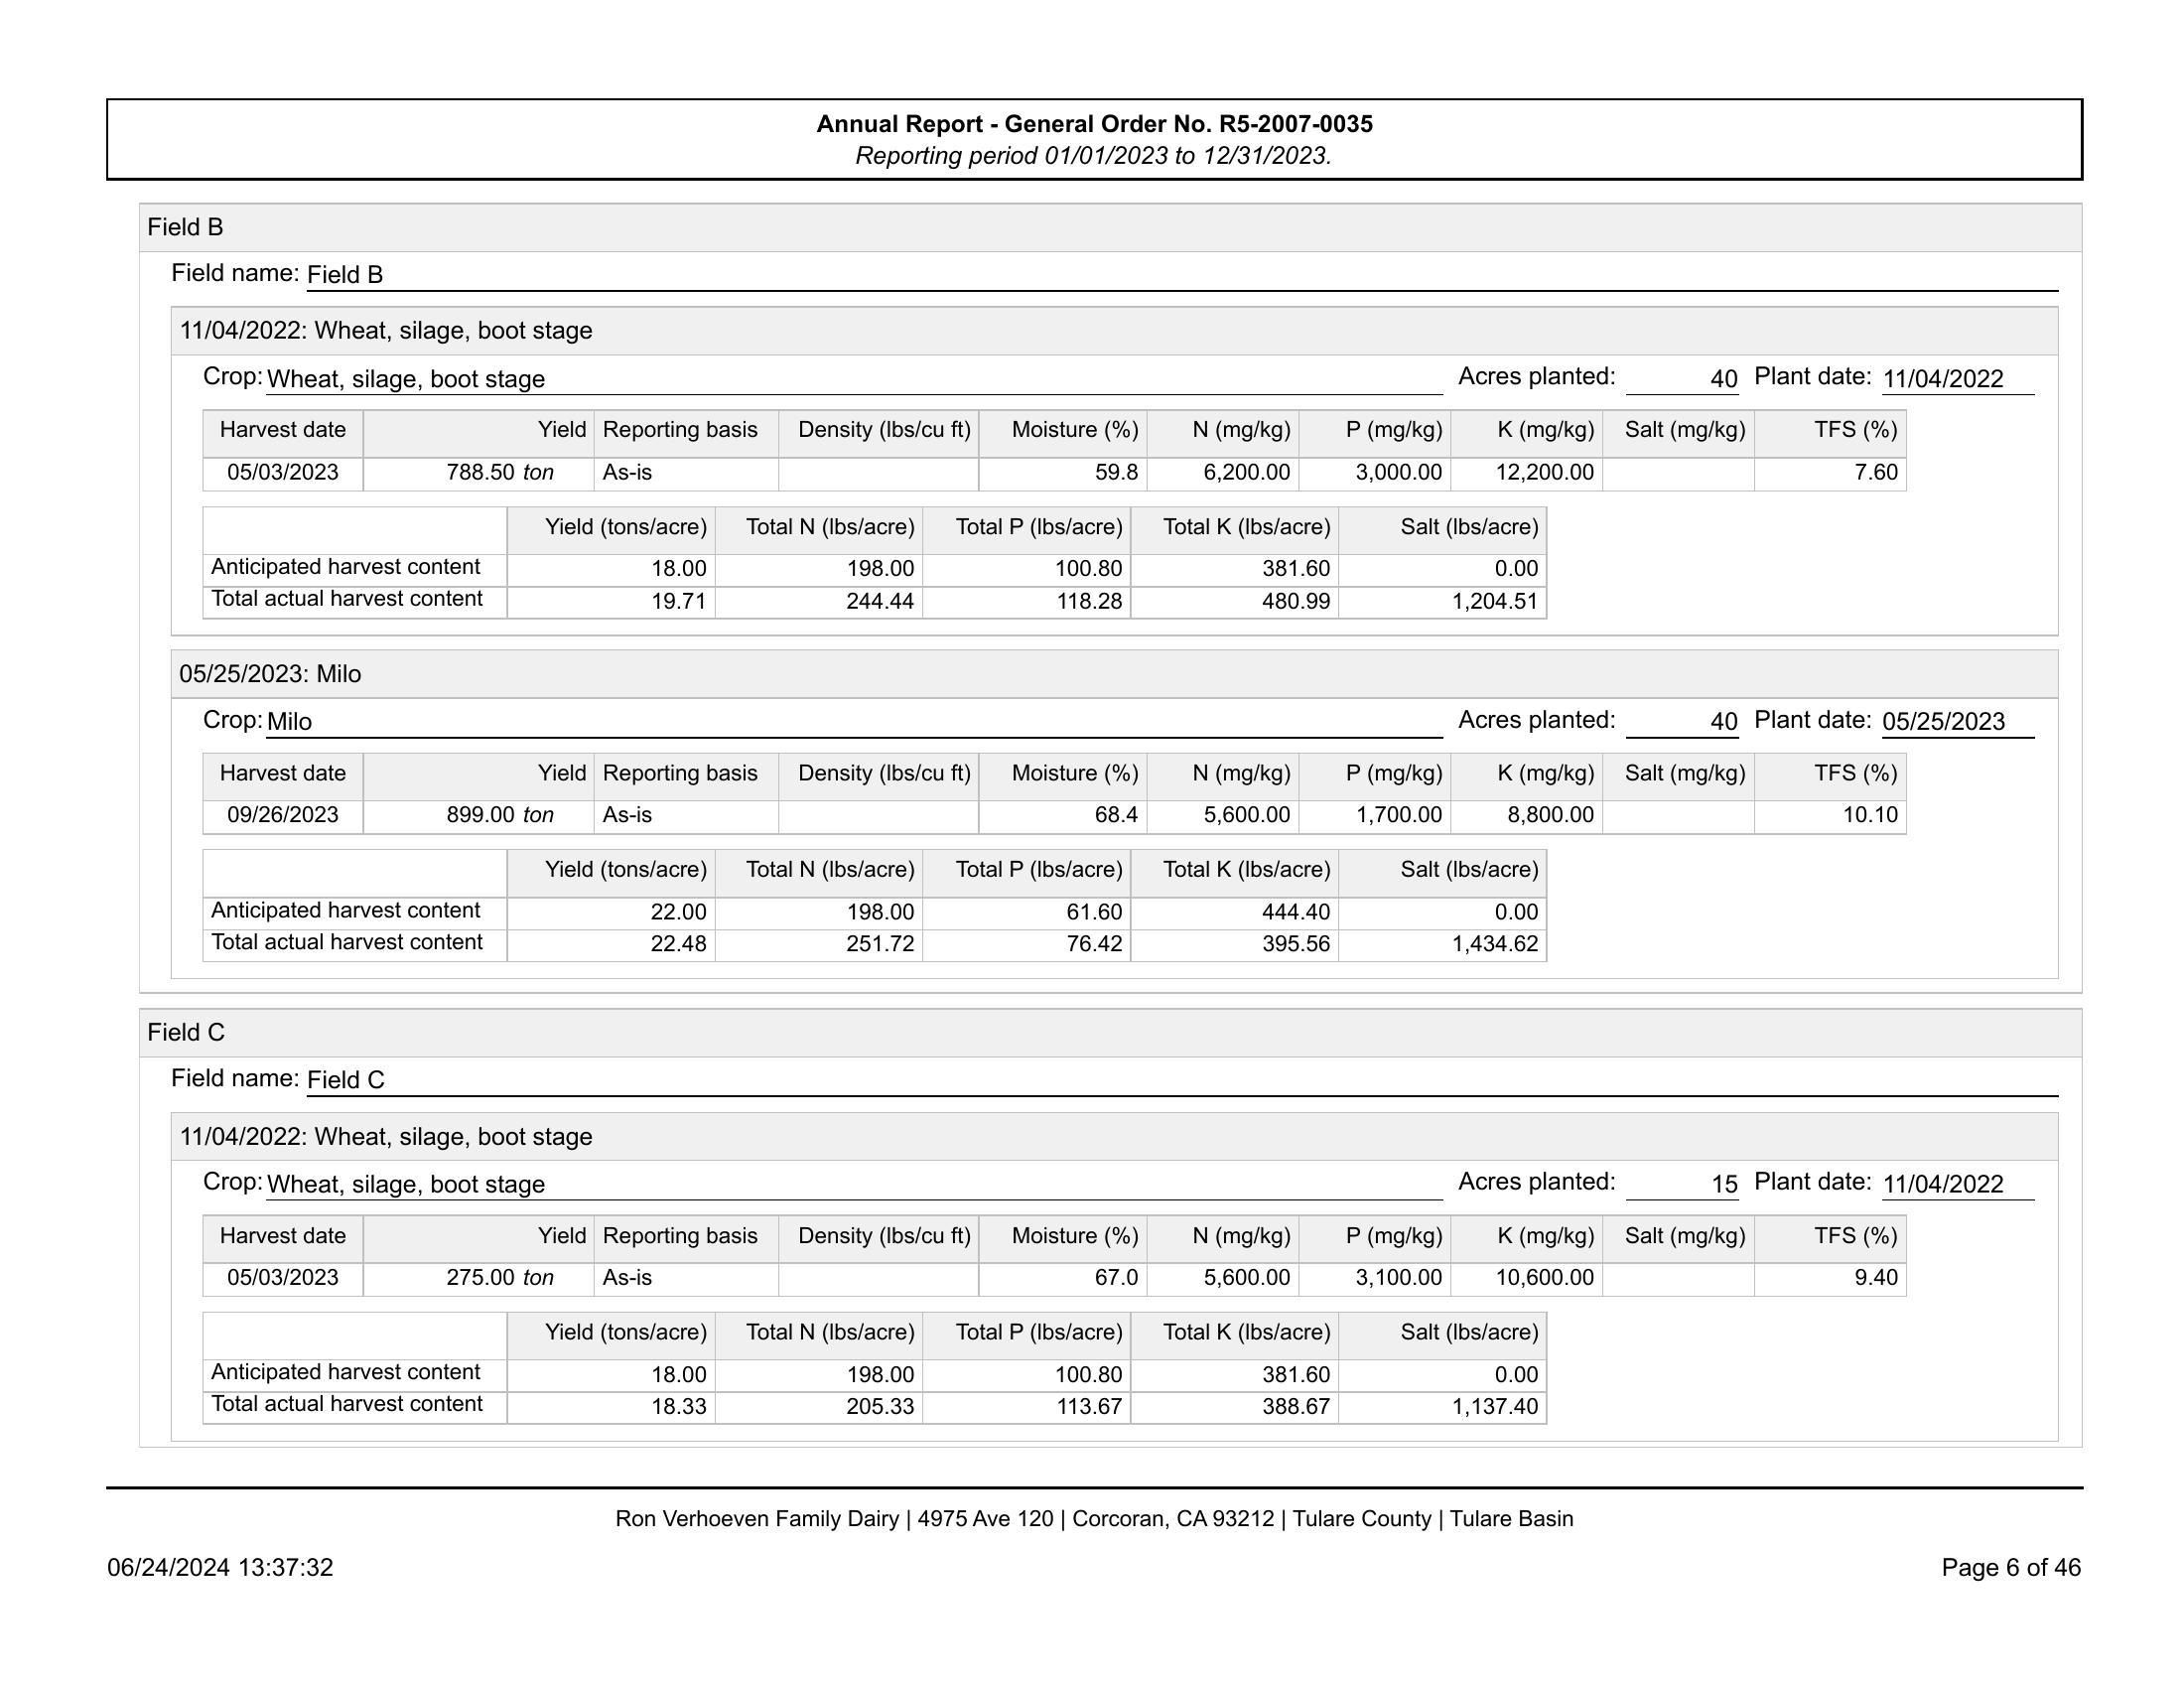 Annual Report - General Order No. R5-2007-0035
Reporting period 01/01/2023 to 12/31/2023.
Field B
Field name: Field B
11/04/2022: Wheat, silage, boot stage
Crop: Wheat, silage, boot stage Acres planted: 40 Plant date: 11/04/2022
Harvest date Yield Reporting basis Density (lbs/cu ft) Moisture (%) N (mg/kg) P (mg/kg) K (mg/kg) Salt (mg/kg) TFS (%)
05/03/2023 788.50 ton As-is 59.8 6,200.00 3,000.00 12,200.00 7.60
Yield (tons/acre) Total N (lbs/acre) Total P (lbs/acre) Total K (lbs/acre) Salt (lbs/acre)
Anticipated harvest content 18.00 198.00 100.80 381.60 0.00
Total actual harvest content 19.71 244.44 118.28 480.99 1,204.51
05/25/2023: Milo
Crop: Milo Acres planted: 40 Plant date: 05/25/2023
Harvest date Yield Reporting basis Density (lbs/cu ft) Moisture (%) N (mg/kg) P (mg/kg) K (mg/kg) Salt (mg/kg) TFS (%)
09/26/2023 899.00 ton As-is 68.4 5,600.00 1,700.00 8,800.00 10.10
Yield (tons/acre) Total N (lbs/acre) Total P (lbs/acre) Total K (lbs/acre) Salt (lbs/acre)
Anticipated harvest content 22.00 198.00 61.60 444.40 0.00
Total actual harvest content 22.48 251.72 76.42 395.56 1,434.62
Field C
Field name: Field C
11/04/2022: Wheat, silage, boot stage
Crop: Wheat, silage, boot stage Acres planted: 15 Plant date: 11/04/2022
Harvest date Yield Reporting basis Density (lbs/cu ft) Moisture (%) N (mg/kg) P (mg/kg) K (mg/kg) Salt (mg/kg) TFS (%)
05/03/2023 275.00 ton As-is 67.0 5,600.00 3,100.00 10,600.00 9.40
Yield (tons/acre) Total N (lbs/acre) Total P (lbs/acre) Total K (lbs/acre) Salt (lbs/acre)
Anticipated harvest content 18.00 198.00 100.80 381.60 0.00
Total actual harvest content 18.33 205.33 113.67 388.67 1,137.40
Ron Verhoeven Family Dairy | 4975 Ave 120 | Corcoran, CA 93212 | Tulare County | Tulare Basin
06/24/2024 13:37:32 Page 6 of 46